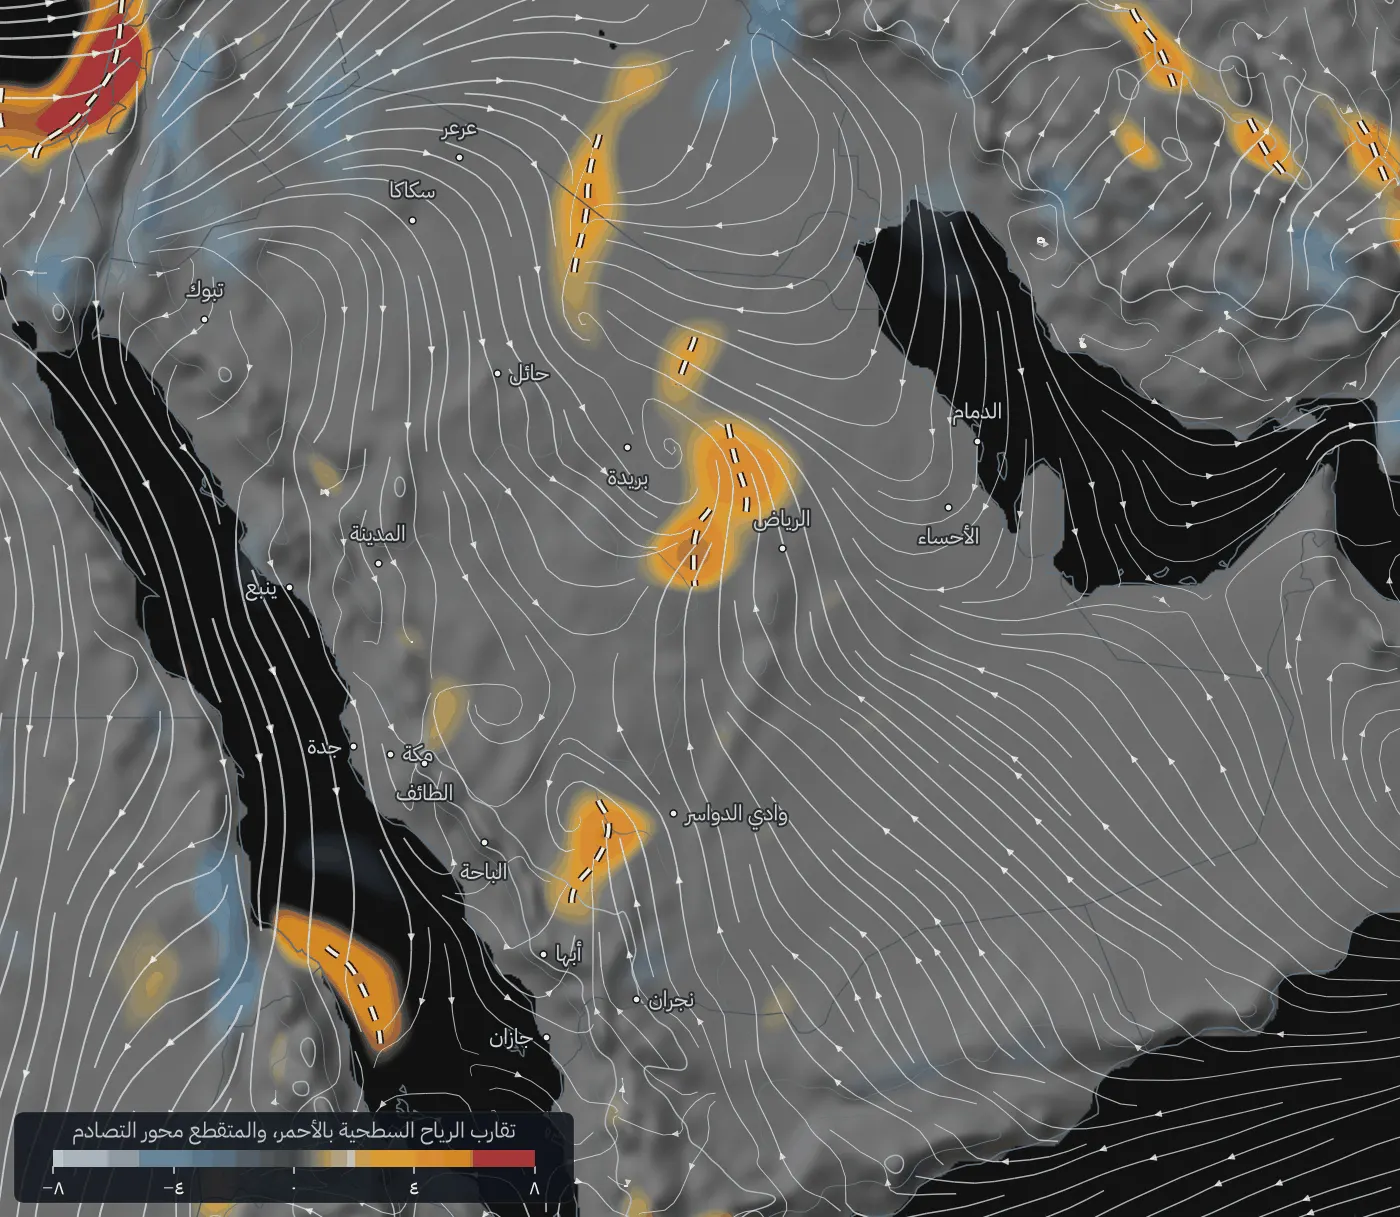 عرعر
سكاكا
تبوك
حائل
الدمام
بريدة
الرياض
الأحساء
المدينة
ينبع
جدة
مكة
الطائف
وادي الدواسر
الباحة
أبها
نجران
جازان
تقارب الرياح السطحية بالأحمر، والمتقطع محور التصادم
−٨ −٤ ٠ ٤ ٨